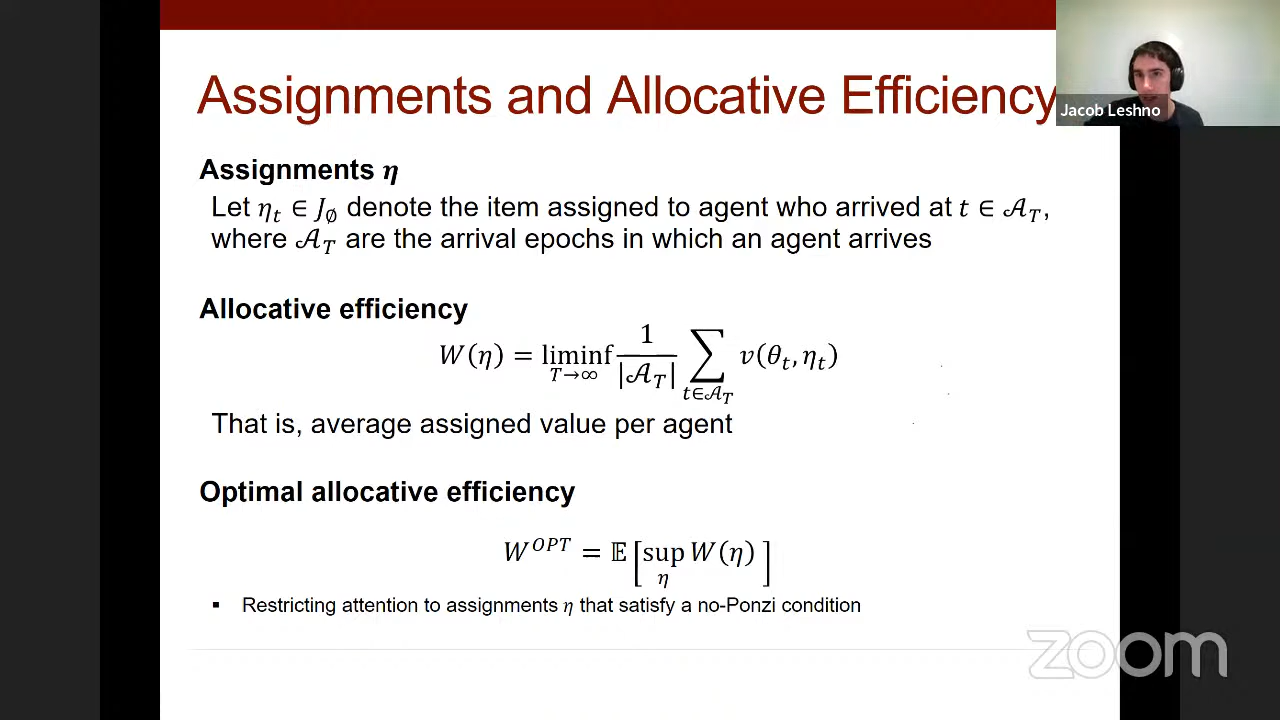 Assignments and Allocative Efficiency
Jacob Leshno
Assignments η
Let η_t ∈ J_∅ denote the item assigned to agent who arrived at t ∈ 𝒜_T,
where 𝒜_T are the arrival epochs in which an agent arrives
Allocative efficiency
W(η) = liminf_{T→∞} 1/|𝒜_T| ∑_{t∈𝒜_T} v(θ_t, η_t)
That is, average assigned value per agent
Optimal allocative efficiency
W^{OPT} = 𝔼[sup_η W(η)]
▪ Restricting attention to assignments η that satisfy a no-Ponzi condition
zoom